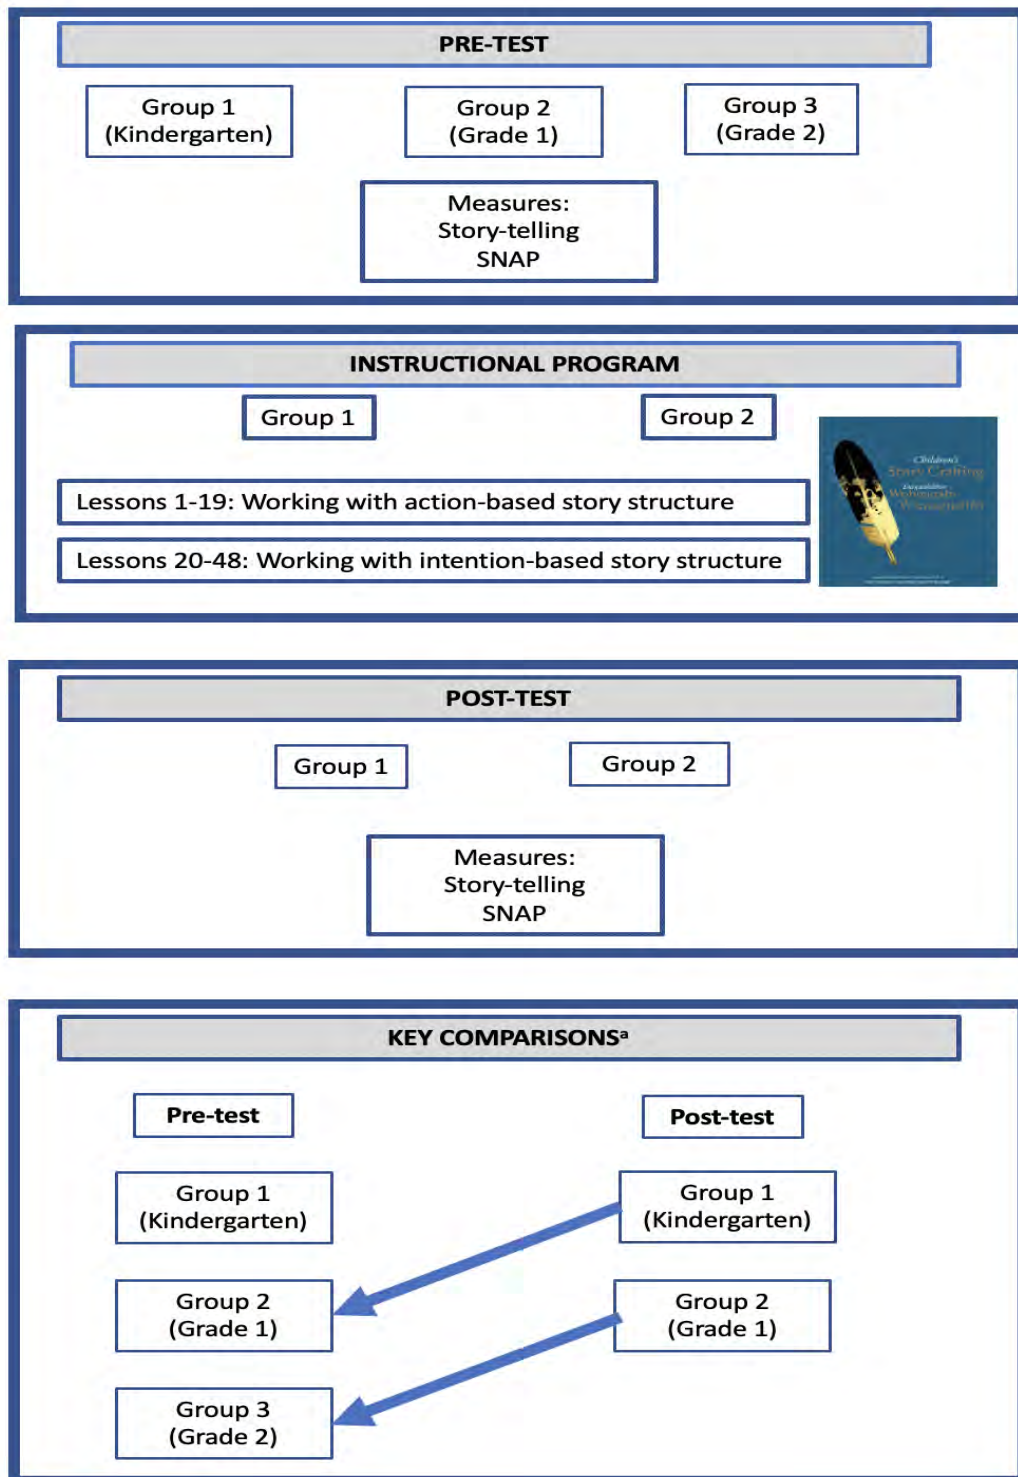 PRE-TEST
Group 1
(Kindergarten)
Group 2
(Grade 1)
Group 3
(Grade 2)
Measures:
Story-telling
SNAP
INSTRUCTIONAL PROGRAM
Group 1
Group 2
Lessons 1-19: Working with action-based story structure
Lessons 20-48: Working with intention-based story structure
Children's
Story Crafting
POST-TEST
Group 1
Group 2
Measures:
Story-telling
SNAP
KEY COMPARISONSᵃ
Pre-test
Post-test
Group 1
(Kindergarten)
Group 1
(Kindergarten)
Group 2
(Grade 1)
Group 2
(Grade 1)
Group 3
(Grade 2)